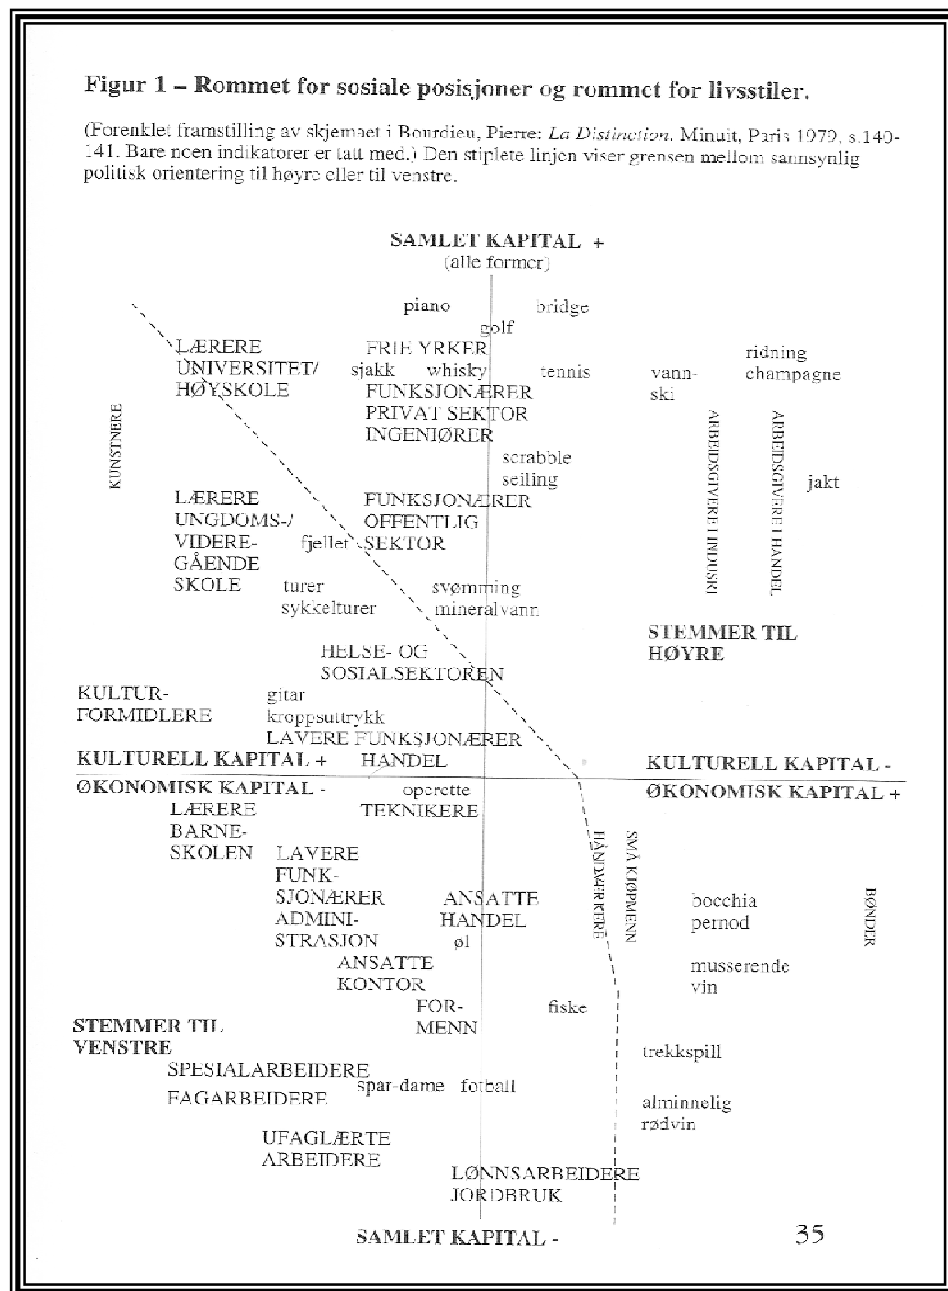 Figur 1 – Rommet for sosiale posisjoner og rommet for livsstiler.
(Forenklet framstilling av skjemaet i Bourdieu, Pierre: La Distinction. Minuit, Paris 1979, s.140-
141. Bare noen indikatorer er tatt med.) Den stiplete linjen viser grensen mellom sannsynlig
politisk orientering til høyre eller til venstre.
SAMLET KAPITAL +
(alle former)
piano bridge
golf
LÆRERE FRIE YRKER ridning
UNIVERSITET/ sjakk whisky tennis vann- champagne
HØYSKOLE FUNKSJONÆRER ski
PRIVAT SEKTOR
INGENIØRER
KUNSTNERE
ARBEIDSGIVERE I INDUSRI
ARBEIDSGIVERE I HANDEL
scrabble
seiling jakt
LÆRERE FUNKSJONÆRER
UNGDOMS-/ OFFENTLIG
VIDERE- fjellet SEKTOR
GÅENDE
SKOLE turer svømming
sykkelturer mineralvann
STEMMER TIL
HØYRE
HELSE- OG
SOSIALSEKTOREN
KULTUR- gitar
FORMIDLERE kroppsuttrykk
LAVERE FUNKSJONÆRER
KULTURELL KAPITAL + HANDEL KULTURELL KAPITAL -
ØKONOMISK KAPITAL - operette ØKONOMISK KAPITAL +
LÆRERE TEKNIKERE
BARNE-
SKOLEN LAVERE
FUNK-
SJONÆRER ANSATTE
ADMINI- HANDEL
STRASJON øl
HÅNDVERKERE
SMÅ KJØPMENN
bocchia
pernod
BØNDER
ANSATTE musserende
KONTOR vin
FOR- fiske
MENN
STEMMER TIL
VENSTRE
trekkspill
SPESIALARBEIDERE
spar-dame fotball
FAGARBEIDERE
alminnelig
rødvin
UFAGLÆRTE
ARBEIDERE
LØNNSARBEIDERE
JORDBRUK
SAMLET KAPITAL -
35